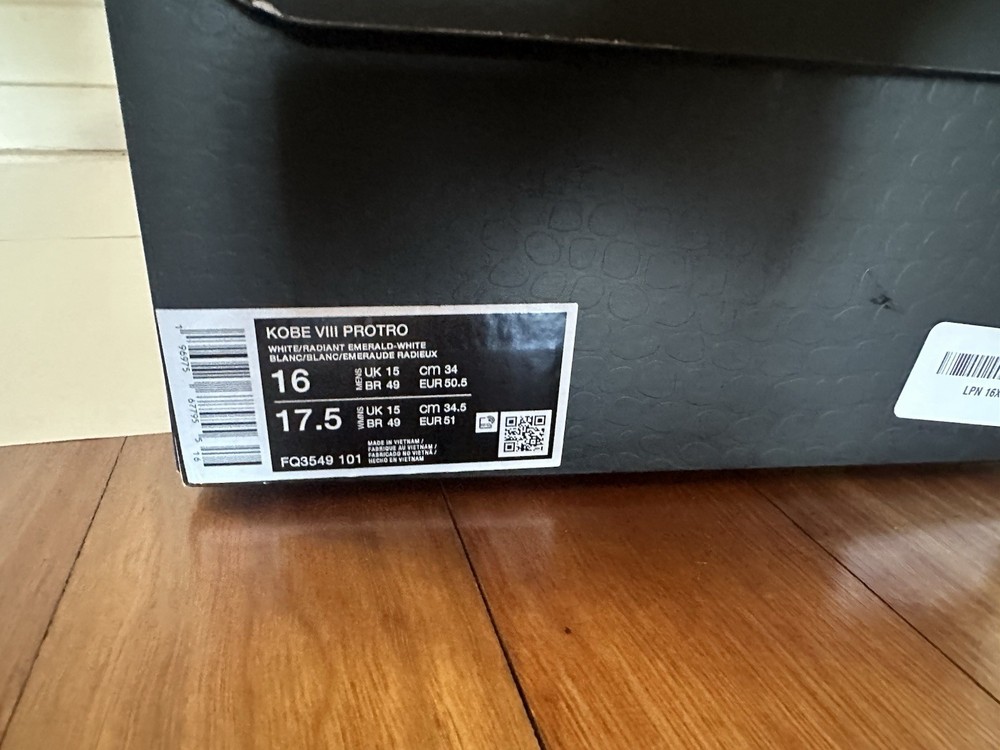 KOBE VIII PROTRO
WHITE/RADIANT EMERALD-WHITE
BLANC/BLANC/EMERAUDE RADIEUX
16 MENS UK 15 cm 34
BR 49 EUR 50.5
17.5 WMNS UK 15 cm 34.5
BR 49 EUR 51
MADE IN VIETNAM /
FABRIQUE AU VIETNAM /
FABRICADO NO VIETNÃ /
HECHO EN VIETNAM
FQ3549 101
LPN 16X